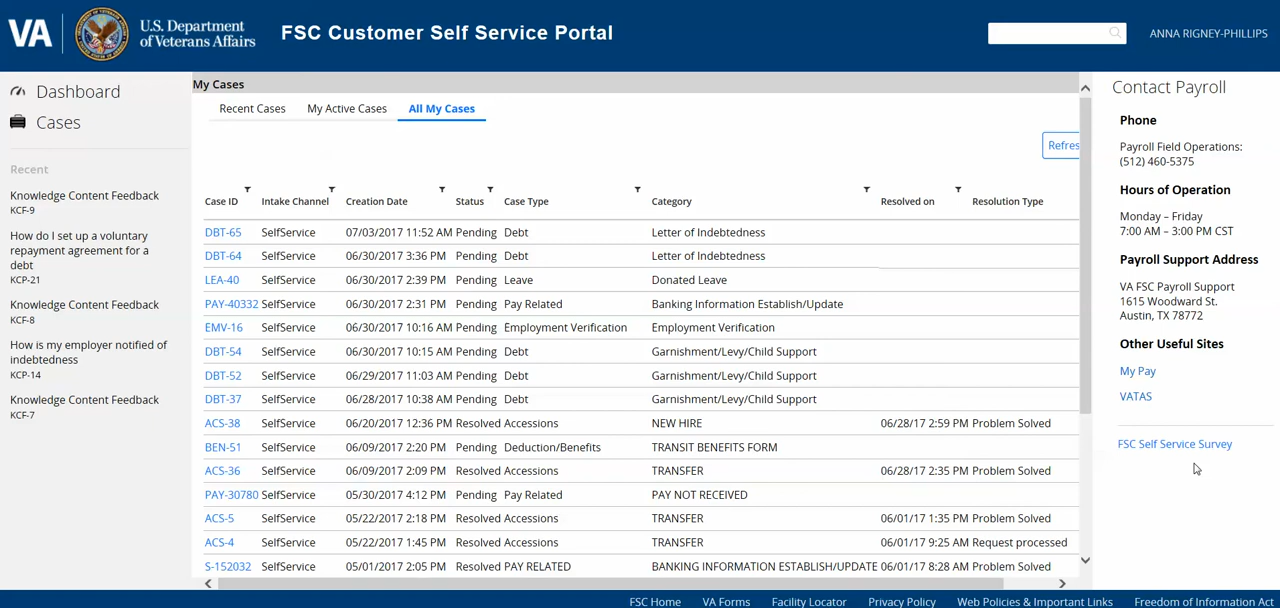 VA
U.S. Department
of Veterans Affairs
FSC Customer Self Service Portal
ANNA RIGNEY-PHILLIPS
Dashboard
Cases
Recent
Knowledge Content Feedback
KCF-9
How do I set up a voluntary
repayment agreement for a
debt
KCP-21
Knowledge Content Feedback
KCF-8
How is my employer notified of
indebtedness
KCP-14
Knowledge Content Feedback
KCF-7
My Cases
Recent Cases My Active Cases All My Cases
Refres
Case ID Intake Channel Creation Date Status Case Type Category Resolved on Resolution Type
DBT-65 SelfService 07/03/2017 11:52 AM Pending Debt Letter of Indebtedness
DBT-64 SelfService 06/30/2017 3:36 PM Pending Debt Letter of Indebtedness
LEA-40 SelfService 06/30/2017 2:39 PM Pending Leave Donated Leave
PAY-40332 SelfService 06/30/2017 2:31 PM Pending Pay Related Banking Information Establish/Update
EMV-16 SelfService 06/30/2017 10:16 AM Pending Employment Verification Employment Verification
DBT-54 SelfService 06/30/2017 10:15 AM Pending Debt Garnishment/Levy/Child Support
DBT-52 SelfService 06/29/2017 11:03 AM Pending Debt Garnishment/Levy/Child Support
DBT-37 SelfService 06/28/2017 10:38 AM Pending Debt Garnishment/Levy/Child Support
ACS-38 SelfService 06/20/2017 12:36 PM Resolved Accessions NEW HIRE 06/28/17 2:59 PM Problem Solved
BEN-51 SelfService 06/09/2017 2:20 PM Pending Deduction/Benefits TRANSIT BENEFITS FORM
ACS-36 SelfService 06/09/2017 2:09 PM Resolved Accessions TRANSFER 06/28/17 2:35 PM Problem Solved
PAY-30780 SelfService 05/30/2017 4:12 PM Pending Pay Related PAY NOT RECEIVED
ACS-5 SelfService 05/22/2017 2:18 PM Resolved Accessions TRANSFER 06/01/17 1:35 PM Problem Solved
ACS-4 SelfService 05/22/2017 1:45 PM Resolved Accessions TRANSFER 06/01/17 9:25 AM Request processed
S-152032 SelfService 05/01/2017 2:05 PM Resolved PAY RELATED BANKING INFORMATION ESTABLISH/UPDATE 06/01/17 8:28 AM Problem Solved
Contact Payroll
Phone
Payroll Field Operations:
(512) 460-5375
Hours of Operation
Monday – Friday
7:00 AM – 3:00 PM CST
Payroll Support Address
VA FSC Payroll Support
1615 Woodward St.
Austin, TX 78772
Other Useful Sites
My Pay
VATAS
FSC Self Service Survey
FSC Home VA Forms Facility Locator Privacy Policy Web Policies & Important Links Freedom of Information Act